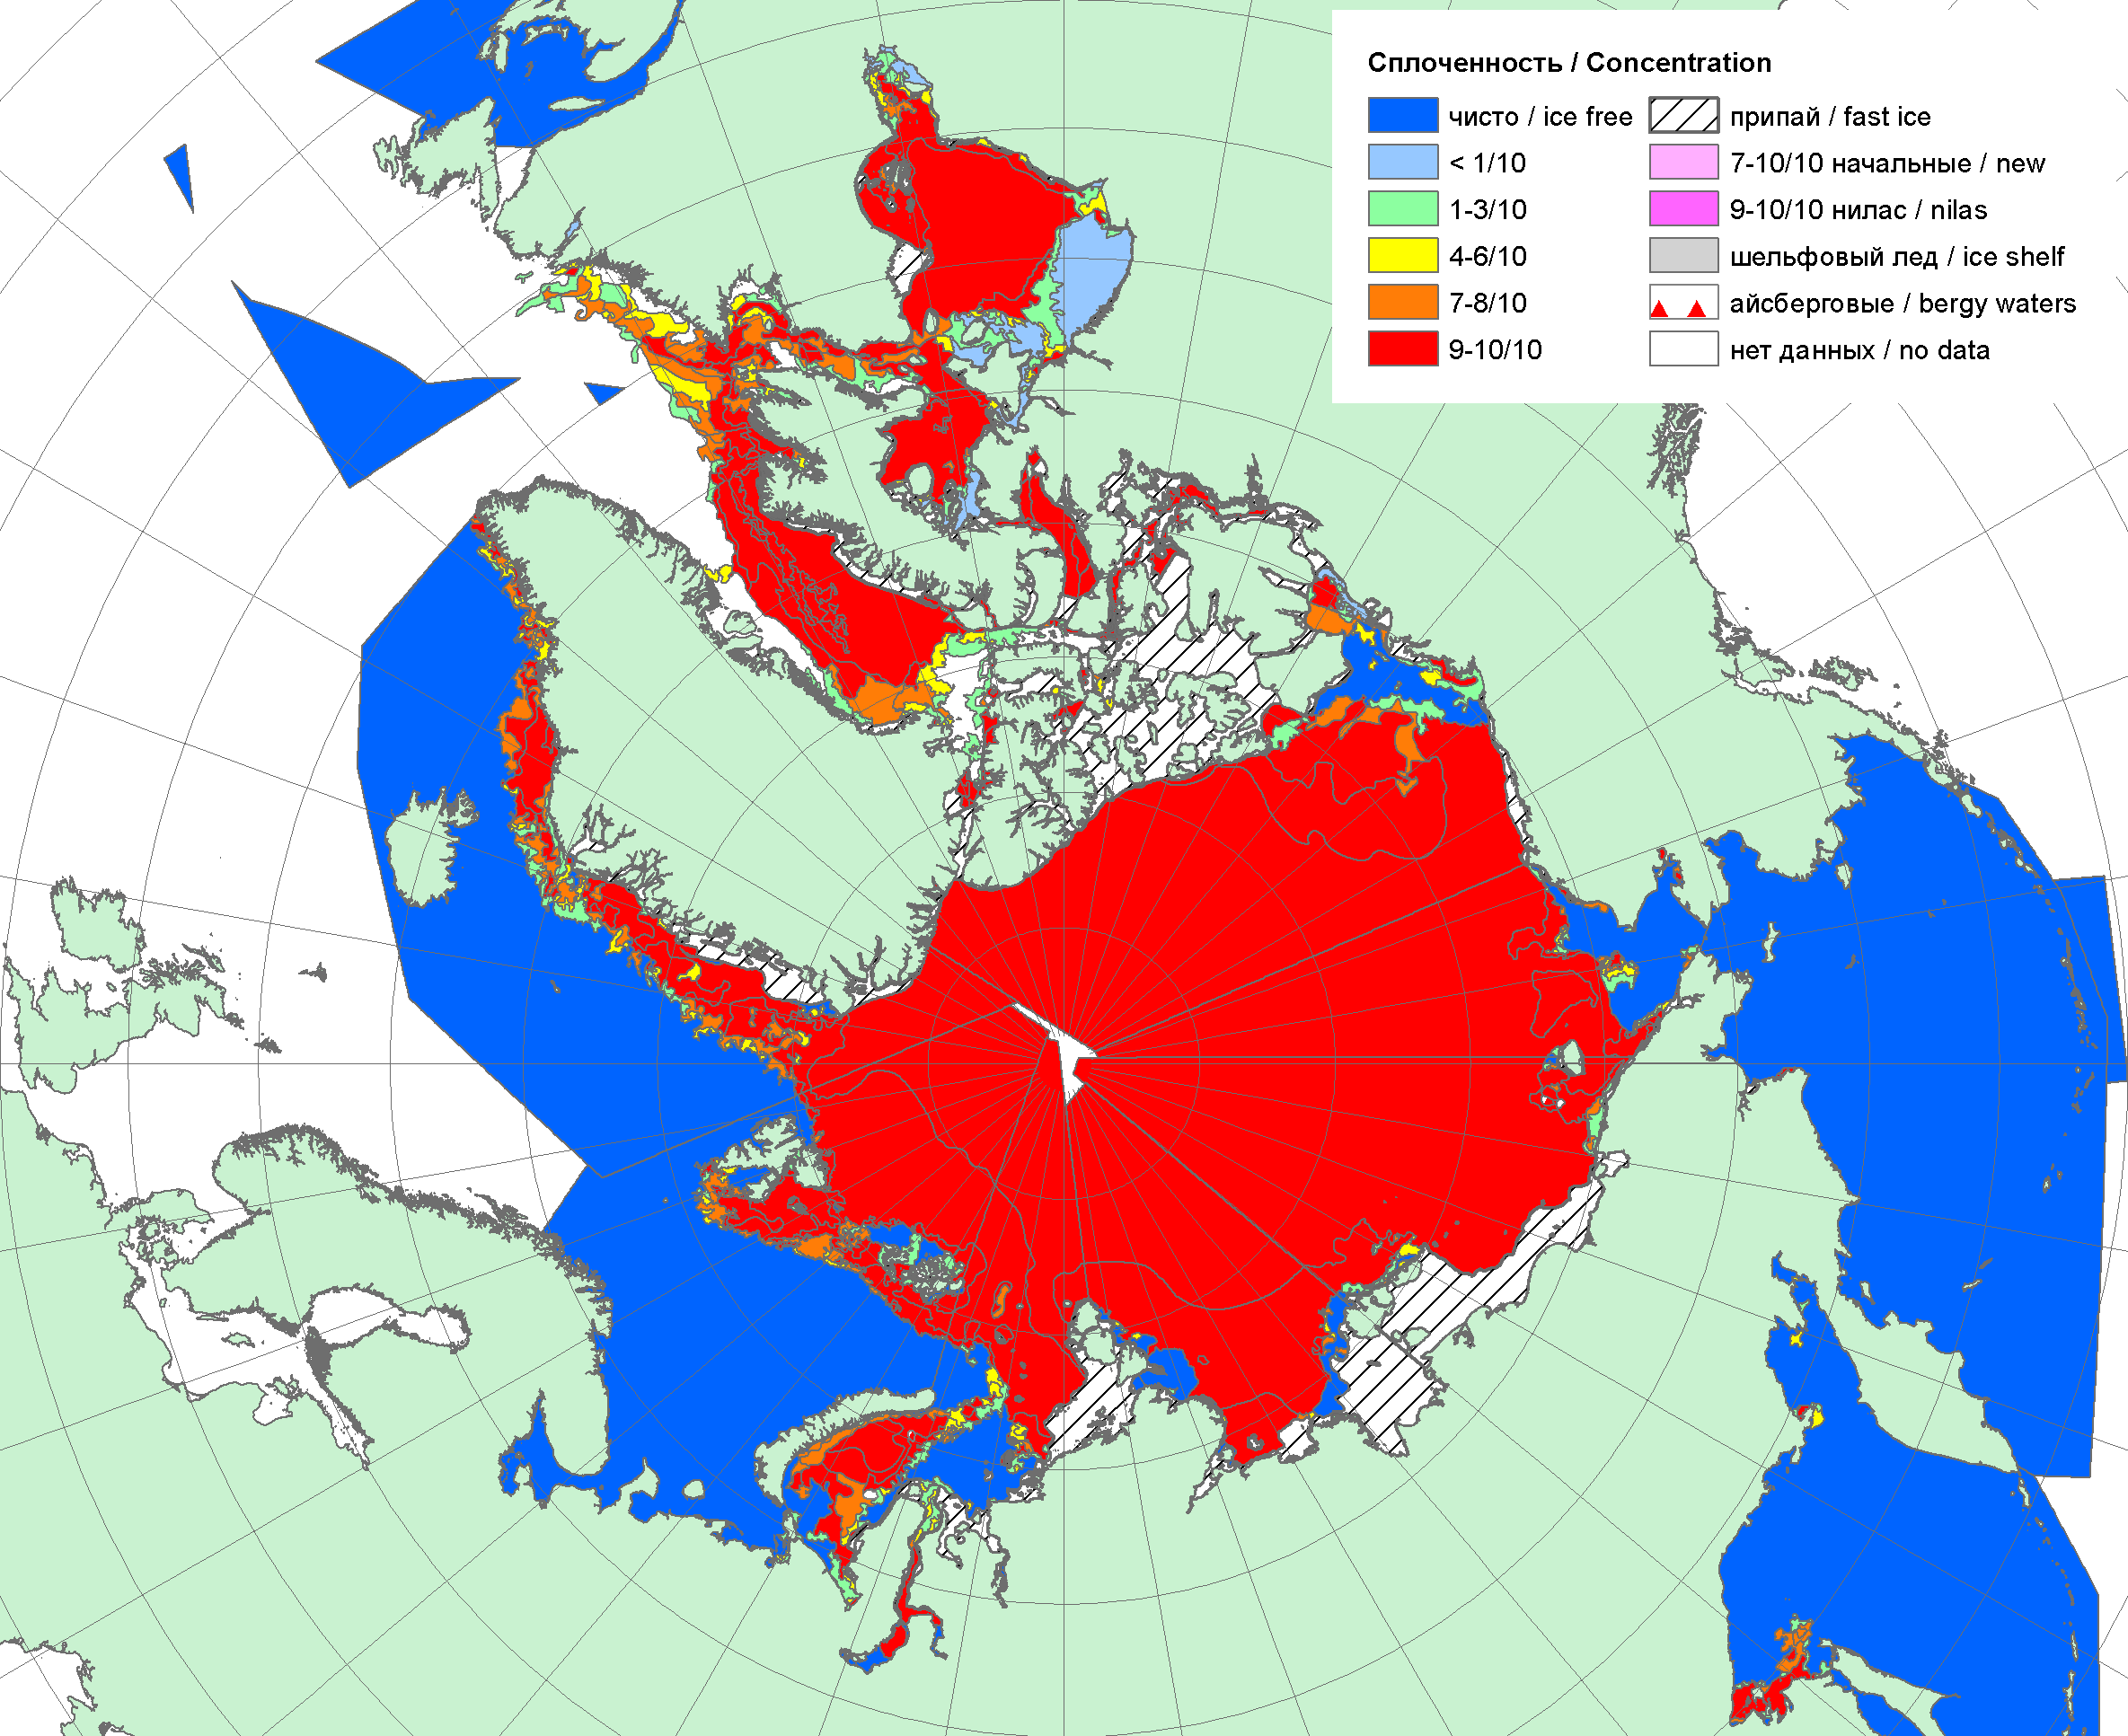 Сплоченность / Concentration
чисто / ice free
< 1/10
1-3/10
4-6/10
7-8/10
9-10/10
припай / fast ice
7-10/10 начальные / new
9-10/10 нилас / nilas
шельфовый лед / ice shelf
айсберговые / bergy waters
нет данных / no data